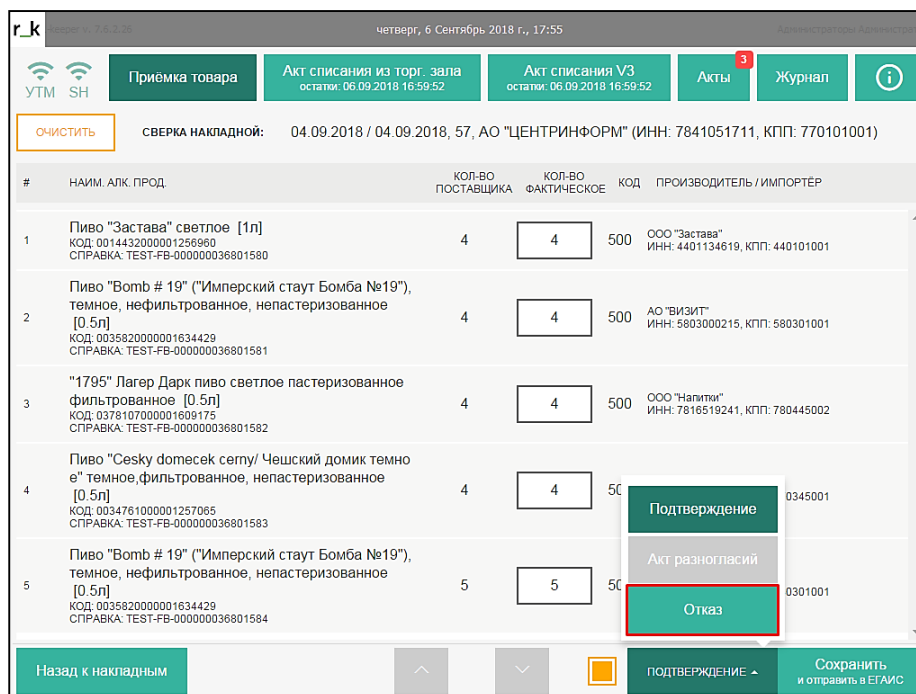 r_k
keeper v. 7.6.2.26
четверг, 6 Сентябрь 2018 г., 17:55
УТМ
SH
Приёмка товара
Акт списания из торг. зала
остатки: 06.09.2018 16:59:52
Акт списания V3
остатки: 06.09.2018 16:59:52
Акты
3
Журнал
ОЧИСТИТЬ
СВЕРКА НАКЛАДНОЙ:
04.09.2018 / 04.09.2018, 57, АО "ЦЕНТРИНФОРМ" (ИНН: 7841051711, КПП: 770101001)
# НАИМ. АЛК. ПРОД. КОЛ-ВО ПОСТАВЩИКА КОЛ-ВО ФАКТИЧЕСКОЕ КОД ПРОИЗВОДИТЕЛЬ / ИМПОРТЁР
1
Пиво "Застава" светлое [1л]
КОД: 0014432000001256960
СПРАВКА: TEST-FB-000000036801580
4 4 500
ООО "Застава"
ИНН: 4401134619, КПП: 440101001
2
Пиво "Bomb # 19" ("Имперский стаут Бомба №19"),
темное, нефильтрованное, непастеризованное
[0.5л]
КОД: 0035820000001634429
СПРАВКА: TEST-FB-000000036801581
4 4 500
АО "ВИЗИТ"
ИНН: 5803000215, КПП: 580301001
3
"1795" Лагер Дарк пиво светлое пастеризованное
фильтрованное [0.5л]
КОД: 0378107000001609175
СПРАВКА: TEST-FB-000000036801582
4 4 500
ООО "Напитки"
ИНН: 7816519241, КПП: 780445002
4
Пиво "Cesky domecek cerny/ Чешский домик темно
е" темное,фильтрованное, непастеризованное
[0.5л]
КОД: 0034761000001257065
СПРАВКА: TEST-FB-000000036801583
4 4 50
0345001
5
Пиво "Bomb # 19" ("Имперский стаут Бомба №19"),
темное, нефильтрованное, непастеризованное
[0.5л]
КОД: 0035820000001634429
СПРАВКА: TEST-FB-000000036801584
5 5 50
0301001
Подтверждение
Акт разногласий
Отказ
Назад к накладным
ПОДТВЕРЖДЕНИЕ
Сохранить
и отправить в ЕГАИС